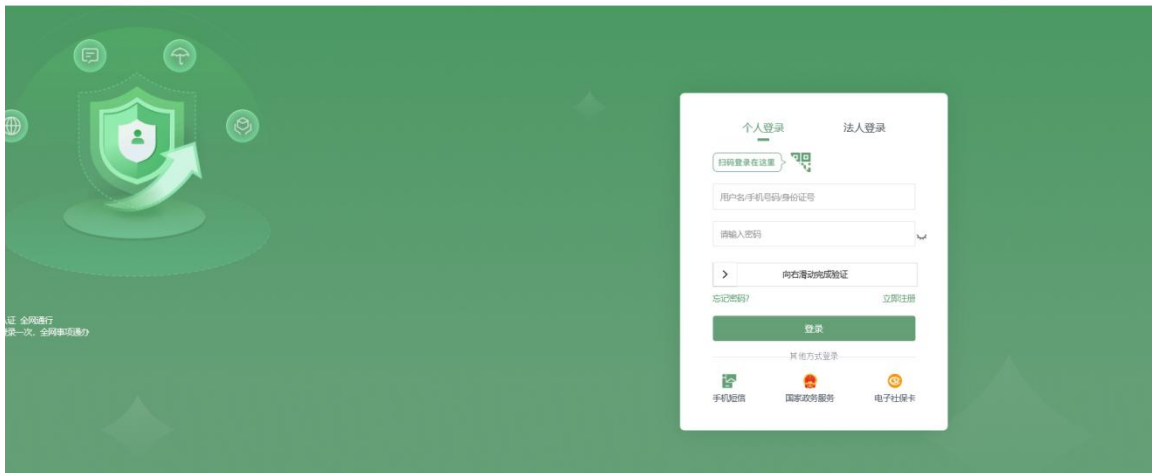 个人登录
法人登录
扫码登录在这里
用户名/手机号码/身份证号
请输入密码
向右滑动完成验证
忘记密码?
立即注册
登录
其他方式登录
手机短信
国家政务服务
电子社保卡
证 全网通行
录一次，全网事项通办